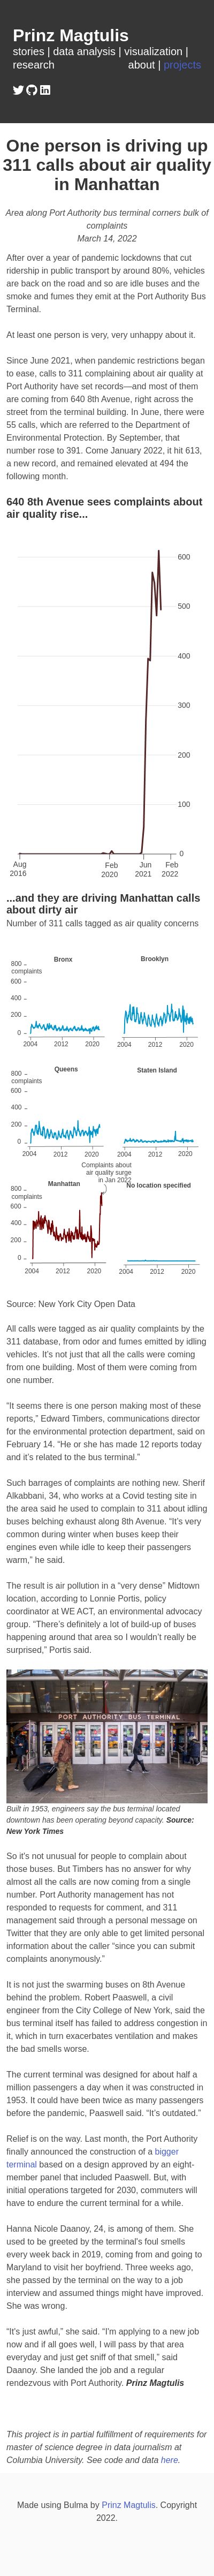 Prinz Magtulis
stories | data analysis | visualization |
research
about | projects
One person is driving up
311 calls about air quality
in Manhattan
Area along Port Authority bus terminal corners bulk of
complaints
March 14, 2022
After over a year of pandemic lockdowns that cut
ridership in public transport by around 80%, vehicles
are back on the road and so are idle buses and the
smoke and fumes they emit at the Port Authority Bus
Terminal.
At least one person is very, very unhappy about it.
Since June 2021, when pandemic restrictions began
to ease, calls to 311 complaining about air quality at
Port Authority have set records—and most of them
are coming from 640 8th Avenue, right across the
street from the terminal building. In June, there were
55 calls, which are referred to the Department of
Environmental Protection. By September, that
number rose to 391. Come January 2022, it hit 613,
a new record, and remained elevated at 494 the
following month.
640 8th Avenue sees complaints about
air quality rise...
600
500
400
300
200
100
0
Aug
2016
Feb
2020
Jun
2021
Feb
2022
...and they are driving Manhattan calls
about dirty air
Number of 311 calls tagged as air quality concerns
Bronx
800
complaints
600
400
200
0
2004 2012 2020
Brooklyn
2004 2012 2020
Queens
800
complaints
600
400
200
0
2004 2012 2020
Staten Island
2004 2012 2020
Complaints about
air quality surge
in Jan 2022
Manhattan
800
complaints
600
400
200
0
2004 2012 2020
No location specified
2004 2012 2020
Source: New York City Open Data
All calls were tagged as air quality complaints by the
311 database, from odor and fumes emitted by idling
vehicles. It's not just that all the calls were coming
from one building. Most of them were coming from
one number.
“It seems there is one person making most of these
reports,” Edward Timbers, communications director
for the environmental protection department, said on
February 14. “He or she has made 12 reports today
and it's related to the bus terminal.”
Such barrages of complaints are nothing new. Sherif
Alkabbani, 34, who works at a Covid testing site in
the area said he used to complain to 311 about idling
buses belching exhaust along 8th Avenue. “It's very
common during winter when buses keep their
engines even while idle to keep their passengers
warm,” he said.
The result is air pollution in a “very dense” Midtown
location, according to Lonnie Portis, policy
coordinator at WE ACT, an environmental advocacy
group. “There's definitely a lot of build-up of buses
happening around that area so I wouldn't really be
surprised,” Portis said.
PORT AUTHORITY BUS TERMINAL
Built in 1953, engineers say the bus terminal located
downtown has been operating beyond capacity. Source:
New York Times
So it's not unusual for people to complain about
those buses. But Timbers has no answer for why
almost all the calls are now coming from a single
number. Port Authority management has not
responded to requests for comment, and 311
management said through a personal message on
Twitter that they are only able to get limited personal
information about the caller “since you can submit
complaints anonymously.”
It is not just the swarming buses on 8th Avenue
behind the problem. Robert Paaswell, a civil
engineer from the City College of New York, said the
bus terminal itself has failed to address congestion in
it, which in turn exacerbates ventilation and makes
the bad smells worse.
The current terminal was designed for about half a
million passengers a day when it was constructed in
1953. It could have been twice as many passengers
before the pandemic, Paaswell said. “It's outdated.”
Relief is on the way. Last month, the Port Authority
finally announced the construction of a bigger
terminal based on a design approved by an eight-
member panel that included Paaswell. But, with
initial operations targeted for 2030, commuters will
have to endure the current terminal for a while.
Hanna Nicole Daanoy, 24, is among of them. She
used to be greeted by the terminal's foul smells
every week back in 2019, coming from and going to
Maryland to visit her boyfriend. Three weeks ago,
she passed by the terminal on the way to a job
interview and assumed things might have improved.
She was wrong.
“It's just awful,” she said. “I'm applying to a new job
now and if all goes well, I will pass by that area
everyday and just get sniff of that smell,” said
Daanoy. She landed the job and a regular
rendezvous with Port Authority. Prinz Magtulis
This project is in partial fulfillment of requirements for
master of science degree in data journalism at
Columbia University. See code and data here.
Made using Bulma by Prinz Magtulis. Copyright
2022.